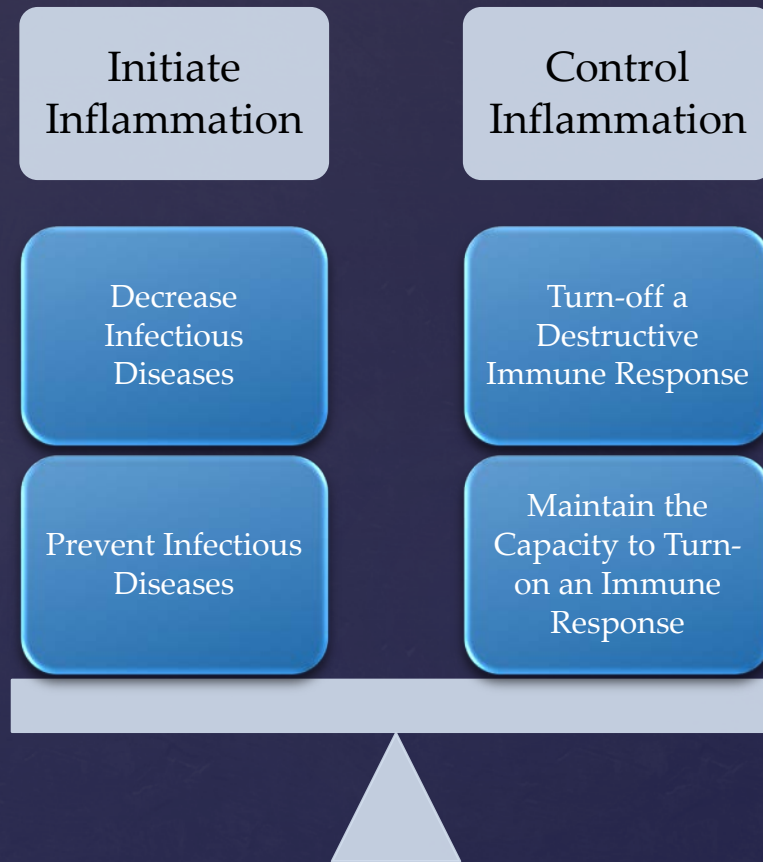 Initiate
Inflammation
Control
Inflammation
Decrease
Infectious
Diseases
Turn-off a
Destructive
Immune Response
Prevent Infectious
Diseases
Maintain the
Capacity to Turn-
on an Immune
Response